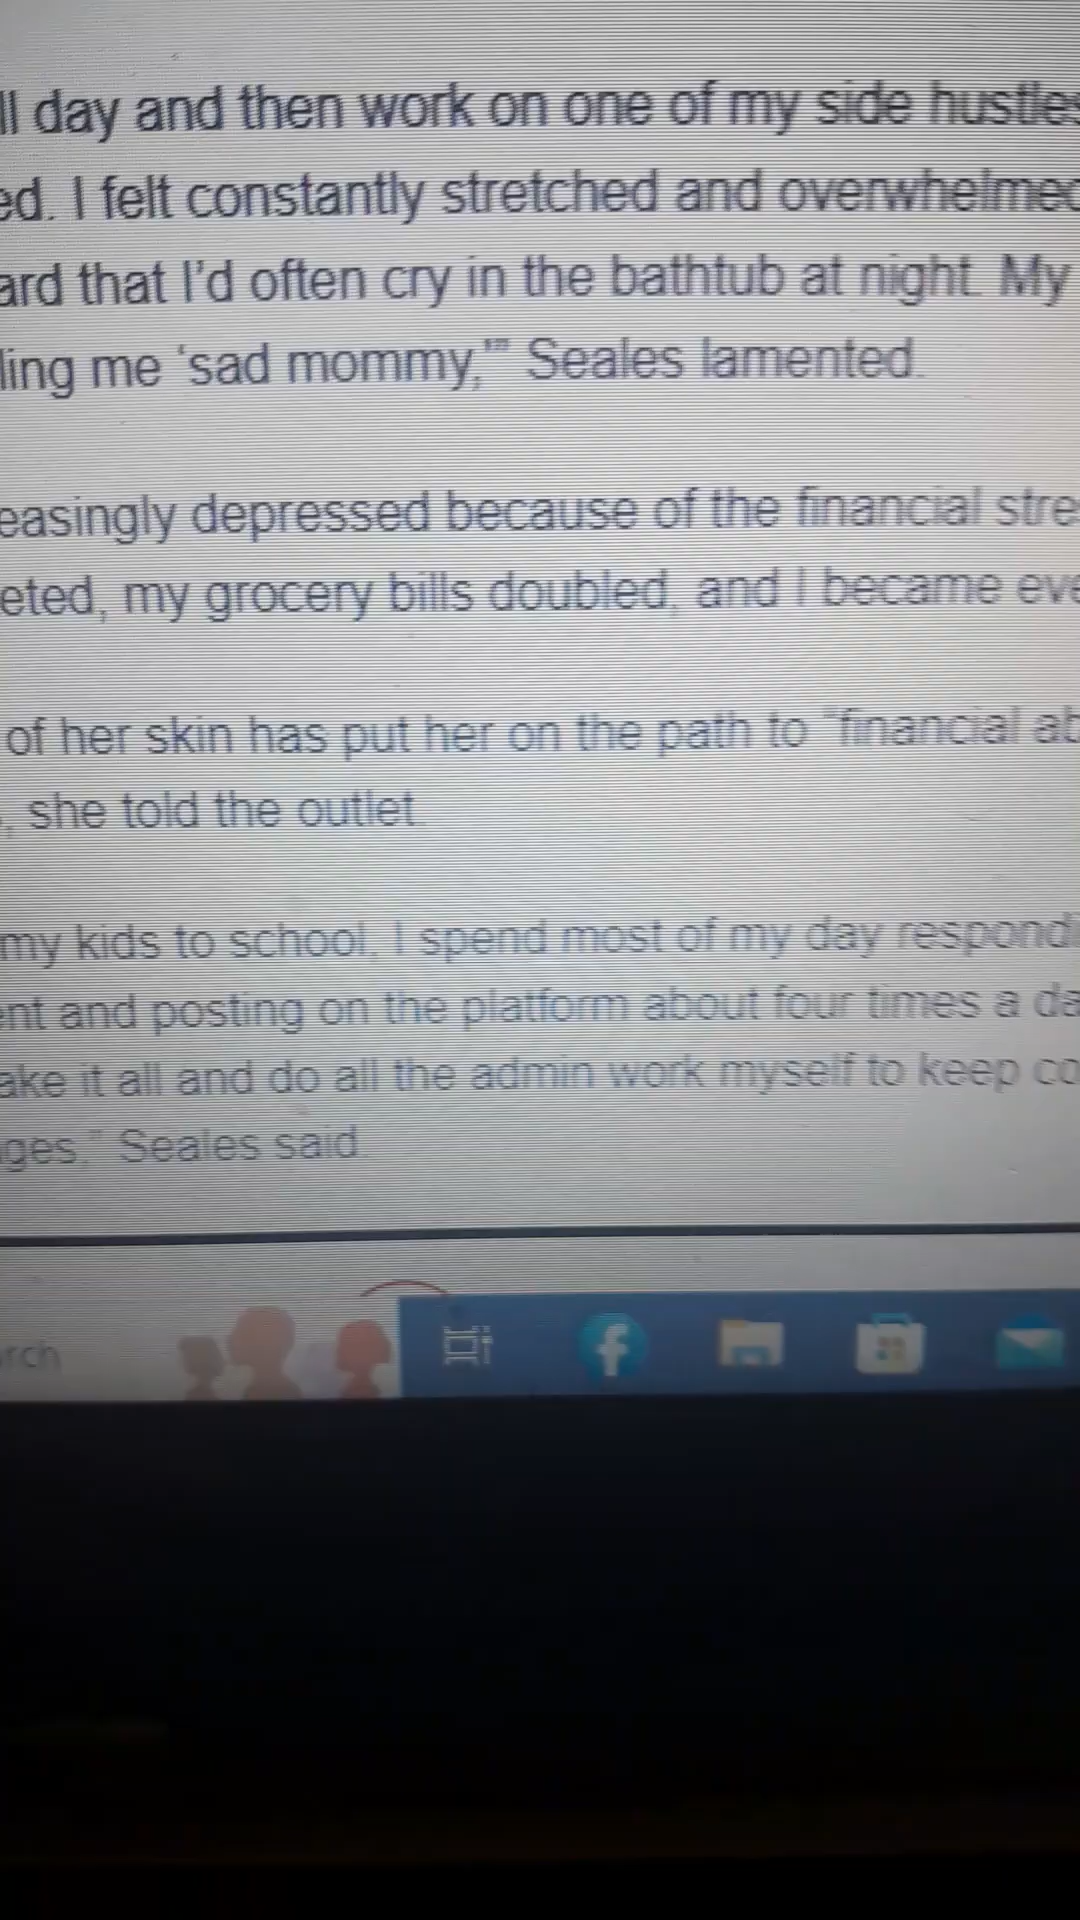 ll day and then work on one of my side hustles
ed. I felt constantly stretched and overwhelmed
ard that I'd often cry in the bathtub at night. My
ling me 'sad mommy,'" Seales lamented.
easingly depressed because of the financial stre
eted, my grocery bills doubled, and I became eve
of her skin has put her on the path to "financial ab
, she told the outlet.
my kids to school, I spend most of my day respondi
ent and posting on the platform about four times a da
ake it all and do all the admin work myself to keep co
ges," Seales said.
rch